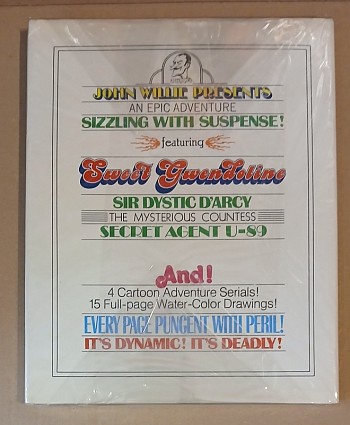 JOHN WILLIE PRESENTS
AN EPIC ADVENTURE
SIZZLING WITH SUSPENSE!
featuring
Sweet Gwendoline
SIR DYSTIC D'ARCY
THE MYSTERIOUS COUNTESS
SECRET AGENT U-89
And!
4 Cartoon Adventure Serials!
15 Full-page Water-Color Drawings!
EVERY PAGE PUNGENT WITH PERIL!
IT'S DYNAMIC! IT'S DEADLY!